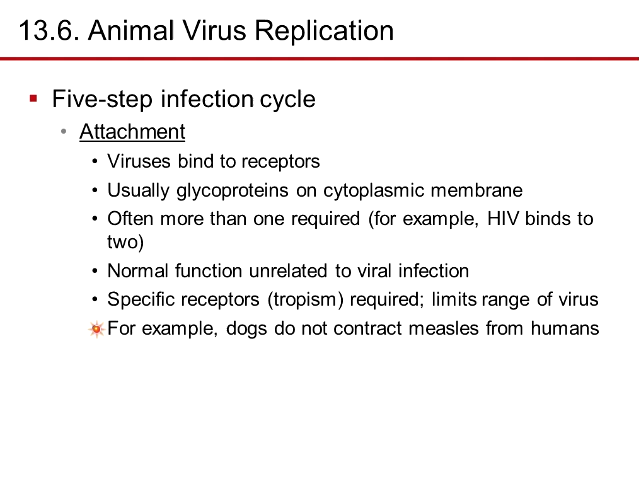 13.6. Animal Virus Replication
Five-step infection cycle
Attachment
Viruses bind to receptors
Usually glycoproteins on cytoplasmic membrane
Often more than one required (for example, HIV binds to
two)
Normal function unrelated to viral infection
Specific receptors (tropism) required; limits range of virus
For example, dogs do not contract measles from humans